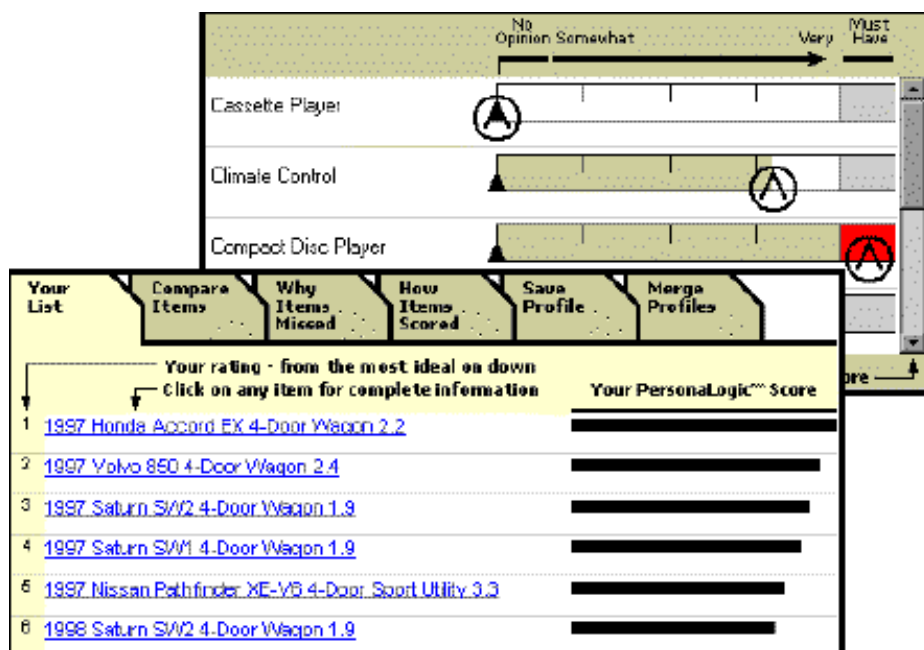 No
Opinion Somewhat Very Must
Have
Cassette Player
Climate Control
Compact Disc Player
Your
List
Compare
Items
Why
Items
Missed
How
Items
Scored
Save
Profile
Merge
Profiles
Your rating - from the most ideal on down
Click on any item for complete information
Your PersonaLogic™ Score
ore
1 1997 Honda Accord EX 4-Door Wagon 2.2
2 1997 Volvo 850 4-Door Wagon 2.4
3 1997 Saturn SW2 4-Door Wagon 1.9
4 1997 Saturn SW1 4-Door Wagon 1.9
5 1997 Nissan Pathfinder XE-V6 4-Door Sport Utility 3.3
6 1998 Saturn SW2 4-Door Wagon 1.9